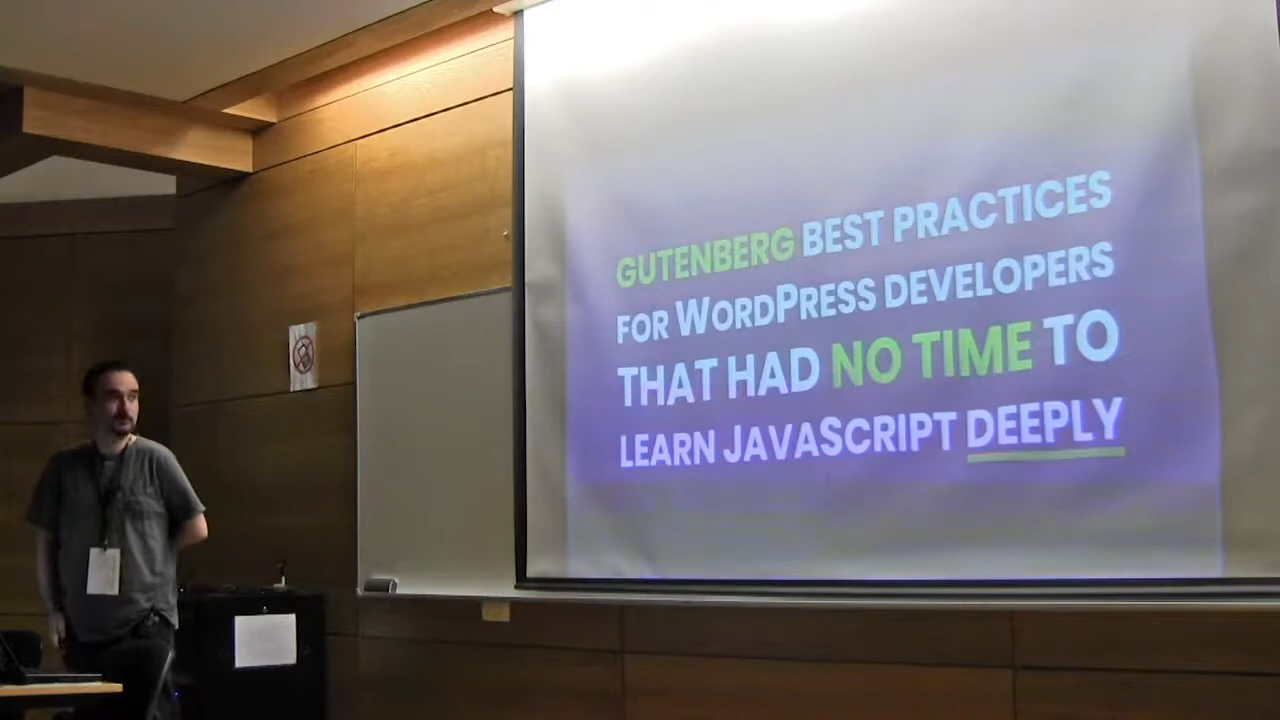 GUTENBERG BEST PRACTICES
FOR WORDPRESS DEVELOPERS
THAT HAD NO TIME TO
LEARN JAVASCRIPT DEEPLY